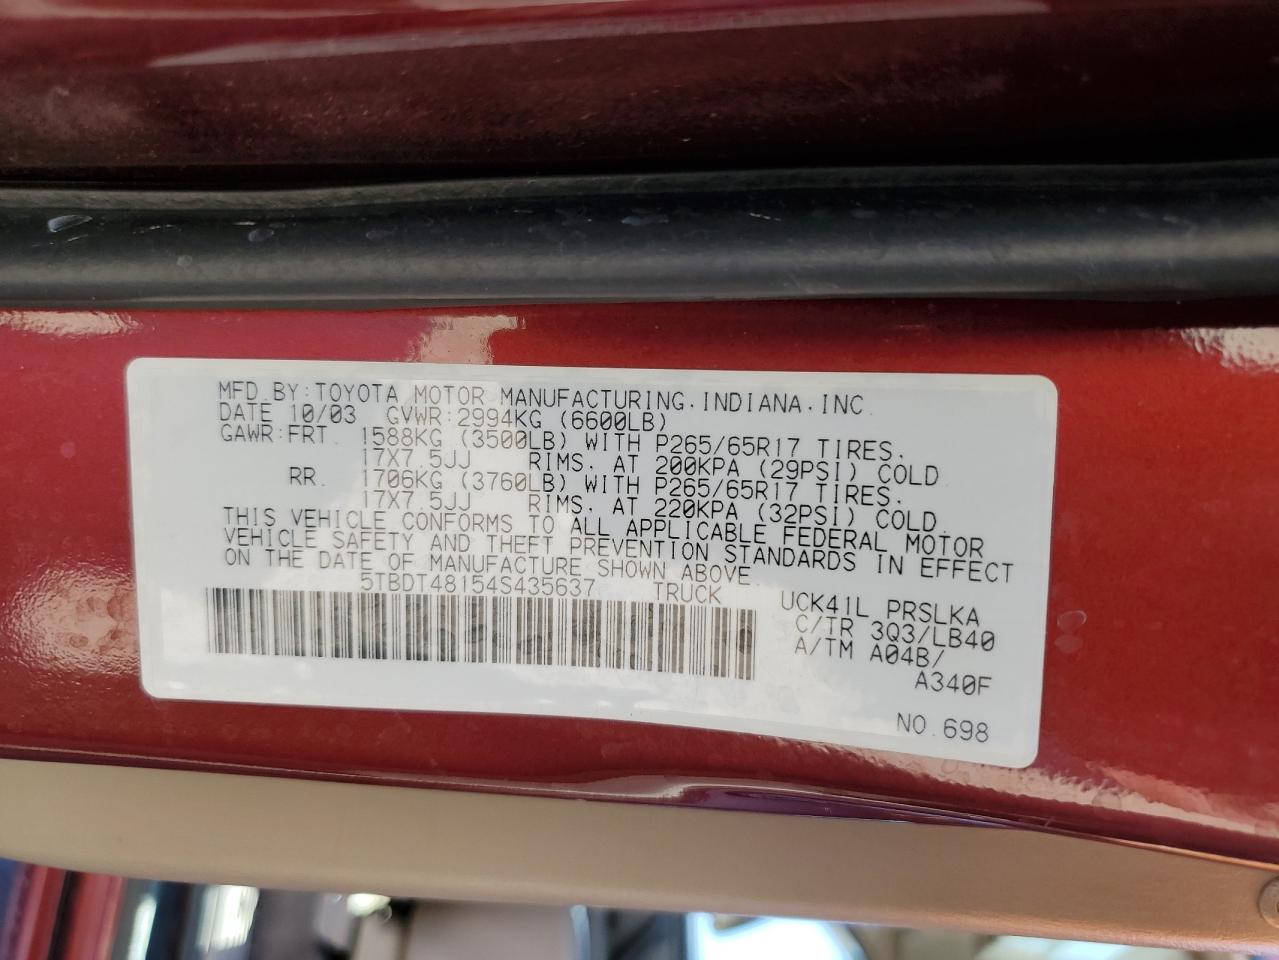 MFD.BY:TOYOTA MOTOR MANUFACTURING.INDIANA.INC.
DATE 10/03 GVWR:2994KG (6600LB)
GAWR:FRT. 1588KG (3500LB) WITH P265/65R17 TIRES.
17X7.5JJ RIMS. AT 200KPA (29PSI) COLD
RR. 1706KG (3760LB) WITH P265/65R17 TIRES.
17X7.5JJ RIMS. AT 220KPA (32PSI) COLD.
THIS VEHICLE CONFORMS TO ALL APPLICABLE FEDERAL MOTOR
VEHICLE SAFETY AND THEFT PREVENTION STANDARDS IN EFFECT
ON THE DATE OF MANUFACTURE SHOWN ABOVE.
5TBDT48154S435637 TRUCK
UCK41L PRSLKA
C/TR 3Q3/LB40
A/TM A04B/
A340F
NO.698